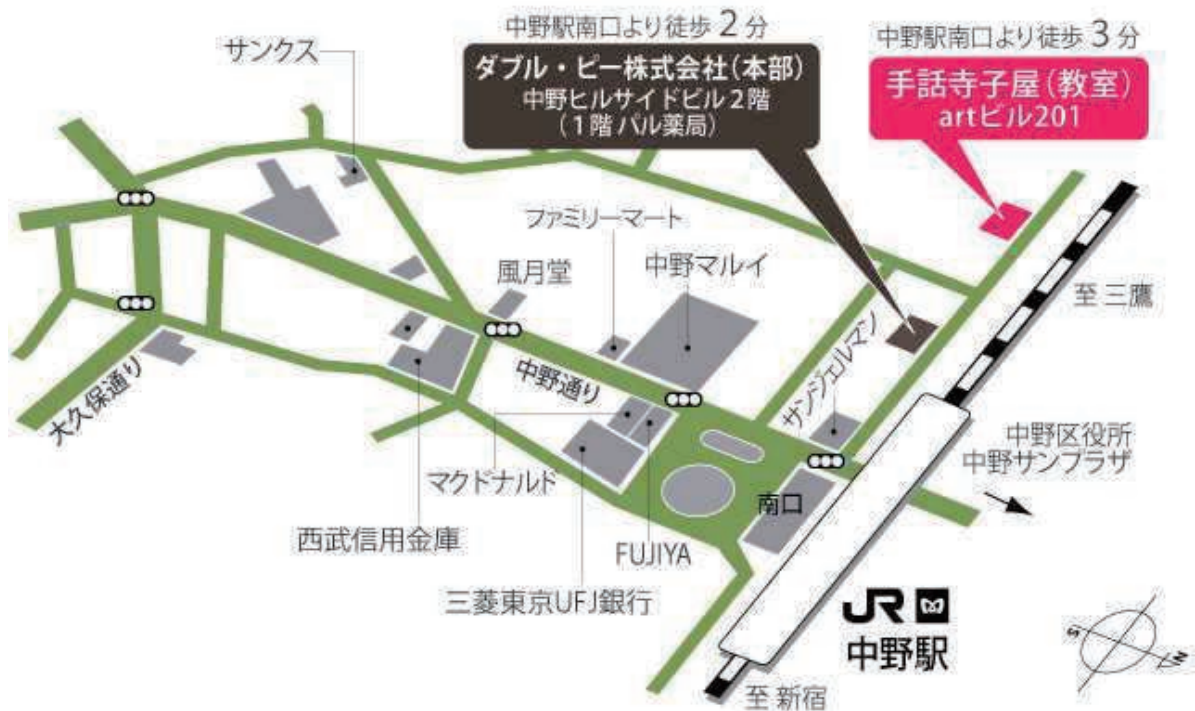 中野駅南口より徒歩 2 分
ダブル・ピー株式会社(本部)
中野ヒルサイドビル 2 階
(1階 パル薬局)
中野駅南口より徒歩 3 分
手話寺子屋(教室)
artビル201
サンクス
ファミリーマート
風月堂
中野マルイ
至 三鷹
サンジェルマン
中野通り
大久保通り
中野区役所
中野サンプラザ
マクドナルド
南口
西武信用金庫
FUJIYA
三菱東京UFJ銀行
JR
中野駅
至 新宿
S
N